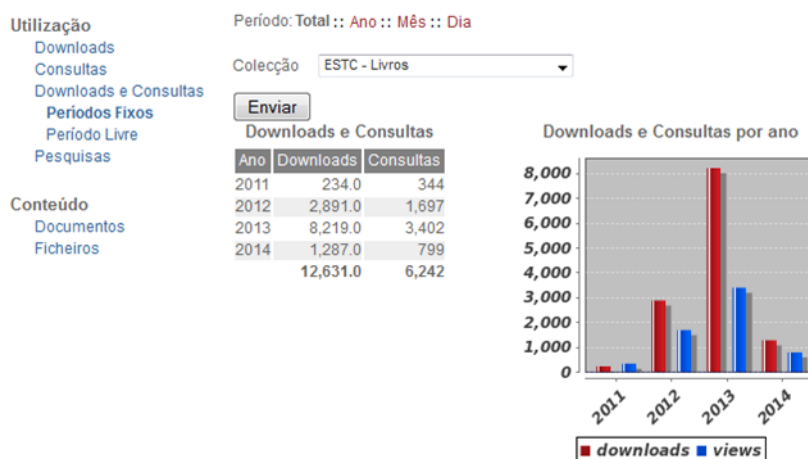 Utilização
Downloads
Consultas
Downloads e Consultas
Períodos Fixos
Período Livre
Pesquisas
Conteúdo
Documentos
Ficheiros
Período: Total :: Ano :: Mês :: Dia
Colecção ESTC - Livros
Enviar
Downloads e Consultas
Ano Downloads Consultas
2011 234.0 344
2012 2,891.0 1,697
2013 8,219.0 3,402
2014 1,287.0 799
12,631.0 6,242
Downloads e Consultas por ano
8,000
7,000
6,000
5,000
4,000
3,000
2,000
1,000
0
2011 2012 2013 2014
downloads views